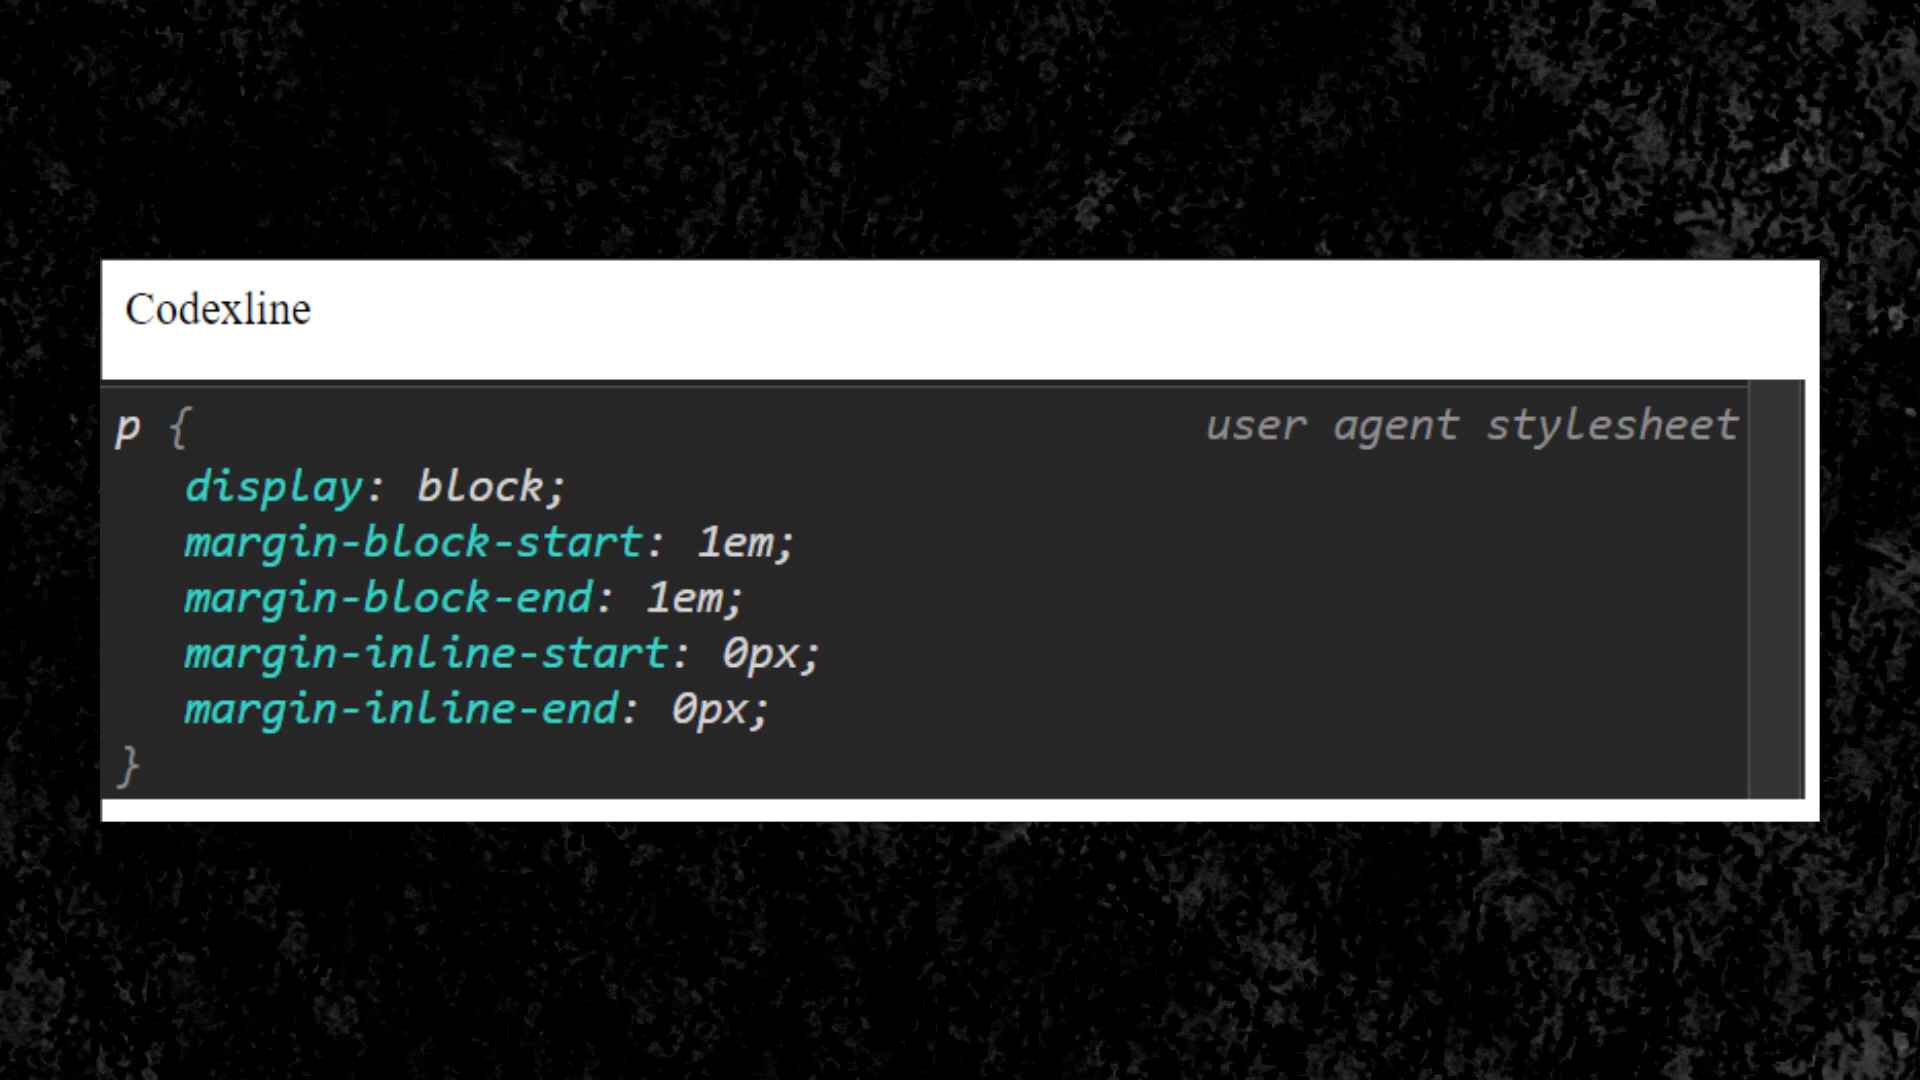 Codexline
p { user agent stylesheet
display: block;
margin-block-start: 1em;
margin-block-end: 1em;
margin-inline-start: 0px;
margin-inline-end: 0px;
}